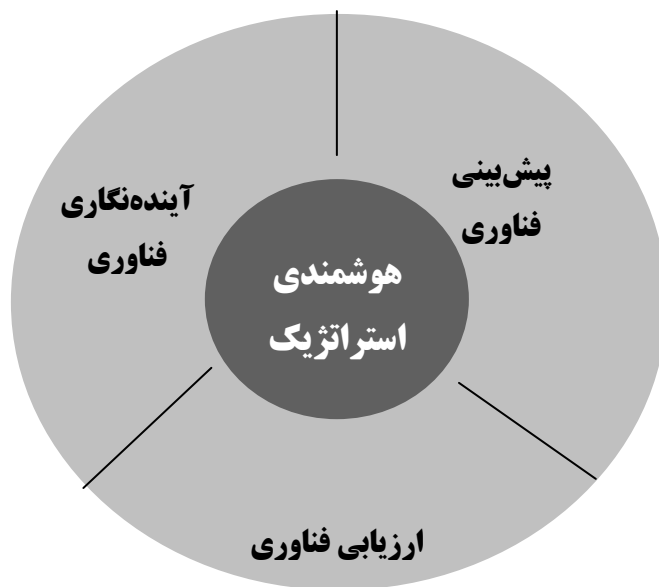 پیش‌بینی
فناوری
آینده‌نگاری
فناوری
هوشمندی
استراتژیک
ارزیابی فناوری